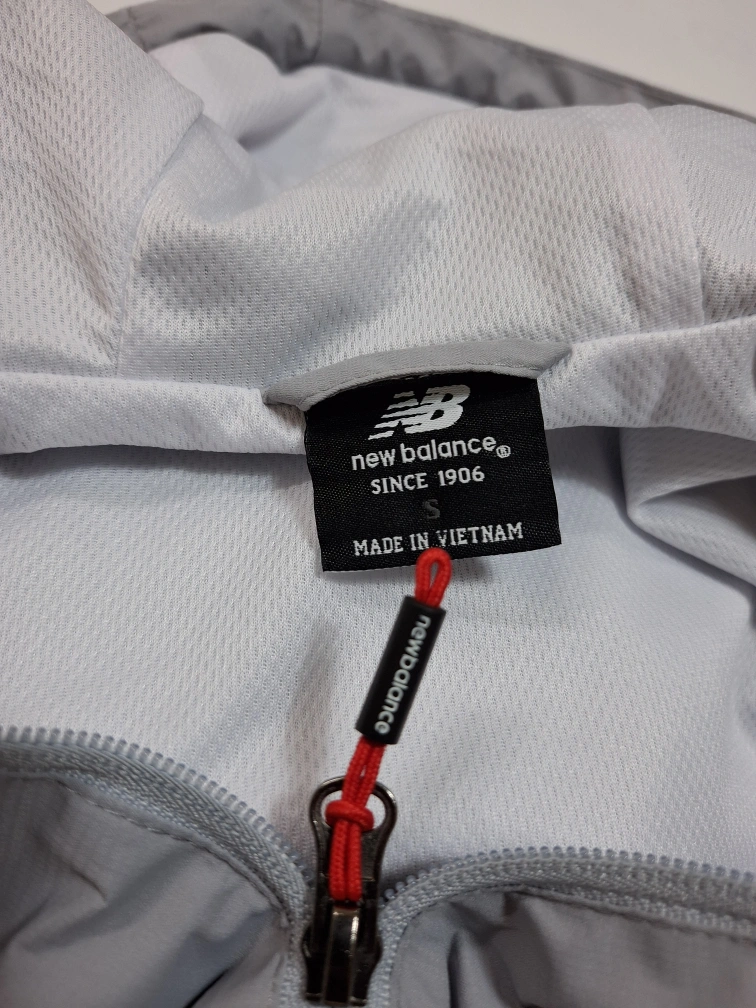 NB
new balance®
SINCE 1906
S
MADE IN VIETNAM
newbalance